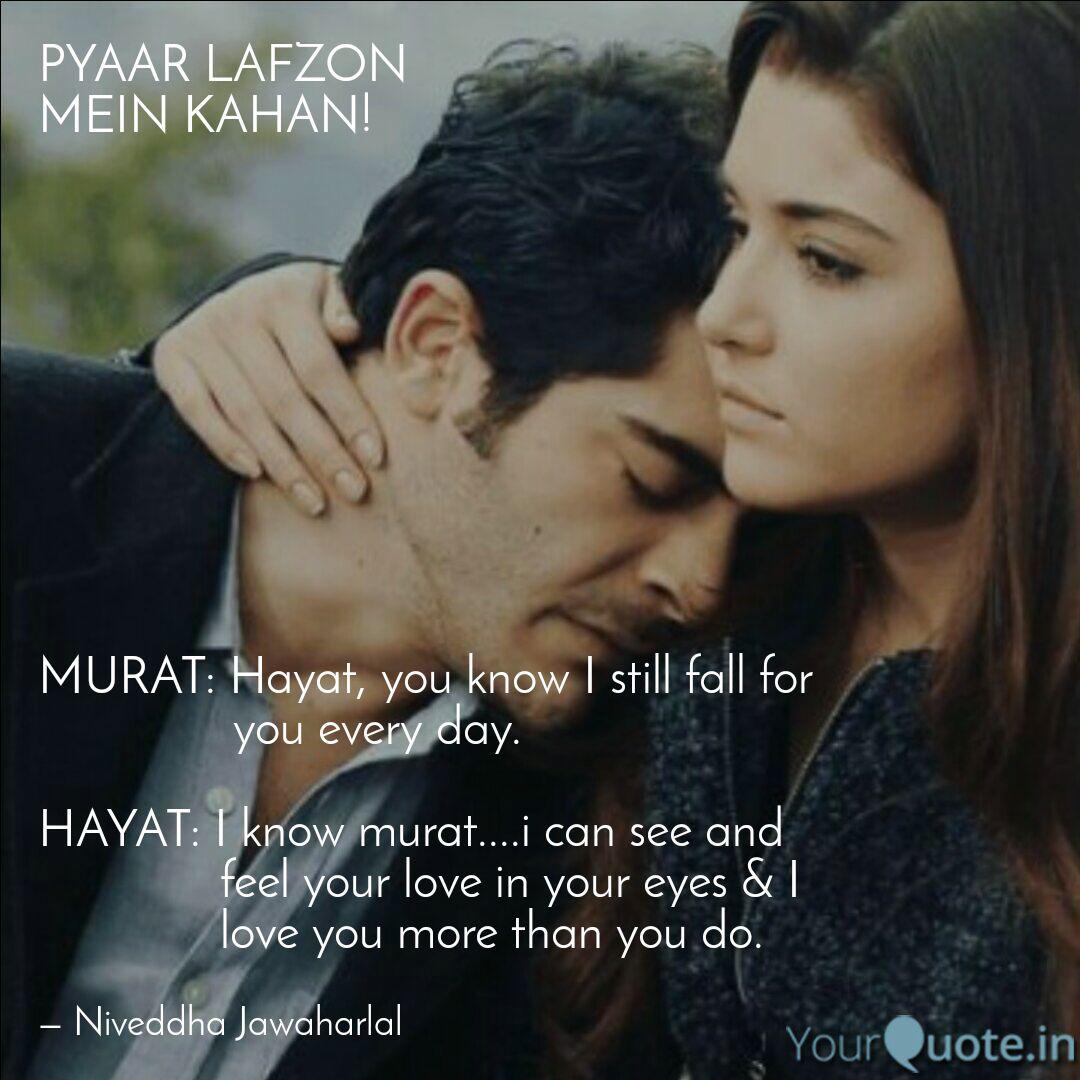 PYAAR LAFZON
MEIN KAHAN!
MURAT: Hayat, you know I still fall for
you every day.
HAYAT: I know murat....i can see and
feel your love in your eyes & I
love you more than you do.
– Niveddha Jawaharlal
YourQuote.in